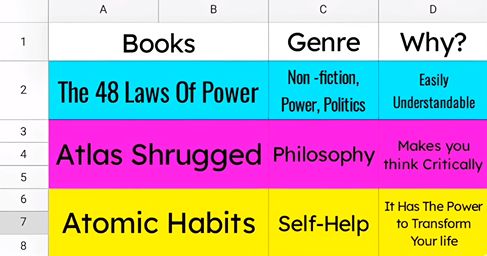 A B C D
1 Books Genre Why?
2 The 48 Laws Of Power Non -fiction, Easily
Power, Politics Understandable
3
4 Atlas Shrugged Philosophy Makes you
think Critically
5
6 It Has The Power
7 Atomic Habits Self-Help to Transform
8 Your life